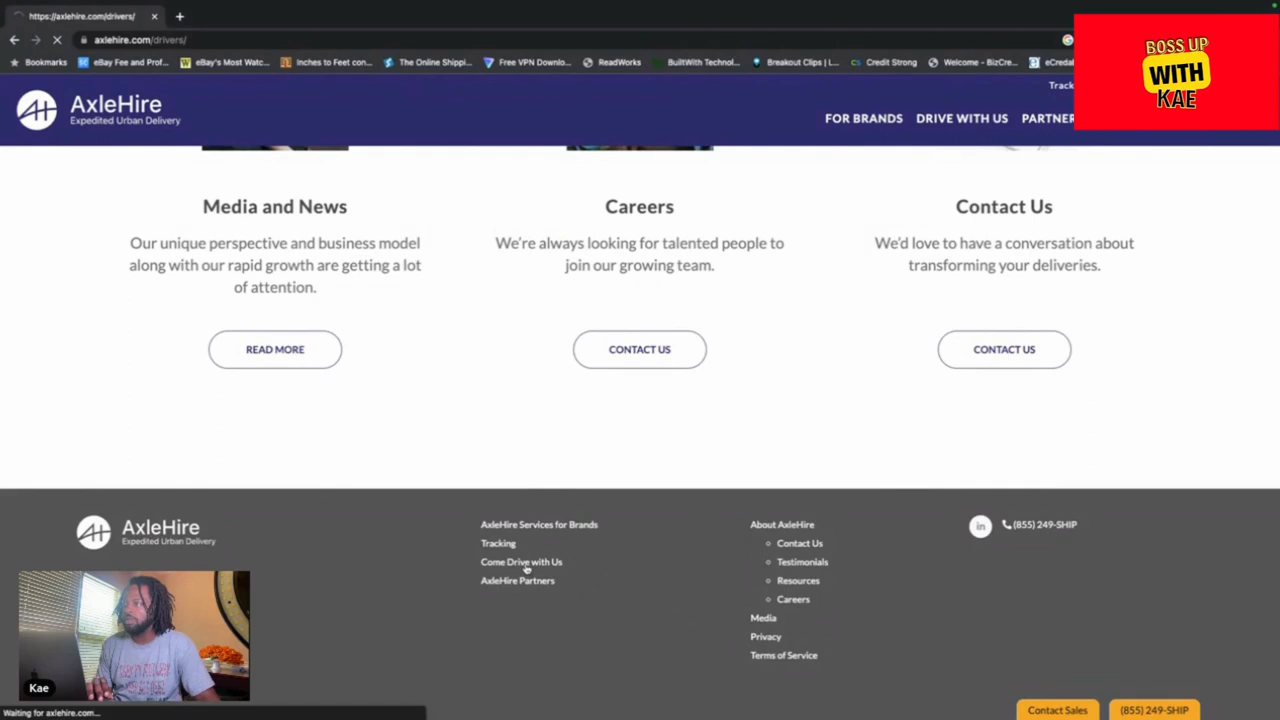 https://axlehire.com/drivers/
axlehire.com/drivers/
Bookmarks
eBay Fee and Prof...
eBay's Most Watc...
Inches to Feet con...
The Online Shippi...
Free VPN Downlo...
ReadWorks
BuiltWith Technol...
Breakout Clips | L...
Credit Strong
Welcome - BizCre...
eCredal
BOSS UP
WITH
KAE
AxleHire
Expedited Urban Delivery
Track
FOR BRANDS
DRIVE WITH US
PARTNER
Media and News
Our unique perspective and business model
along with our rapid growth are getting a lot
of attention.
READ MORE
Careers
We're always looking for talented people to
join our growing team.
CONTACT US
Contact Us
We'd love to have a conversation about
transforming your deliveries.
CONTACT US
AxleHire
Expedited Urban Delivery
AxleHire Services for Brands
Tracking
Come Drive with Us
AxleHire Partners
About AxleHire
Contact Us
Testimonials
Resources
Careers
Media
Privacy
Terms of Service
in
(855) 249-SHIP
Kae
Waiting for axlehire.com...
Contact Sales
(855) 249-SHIP